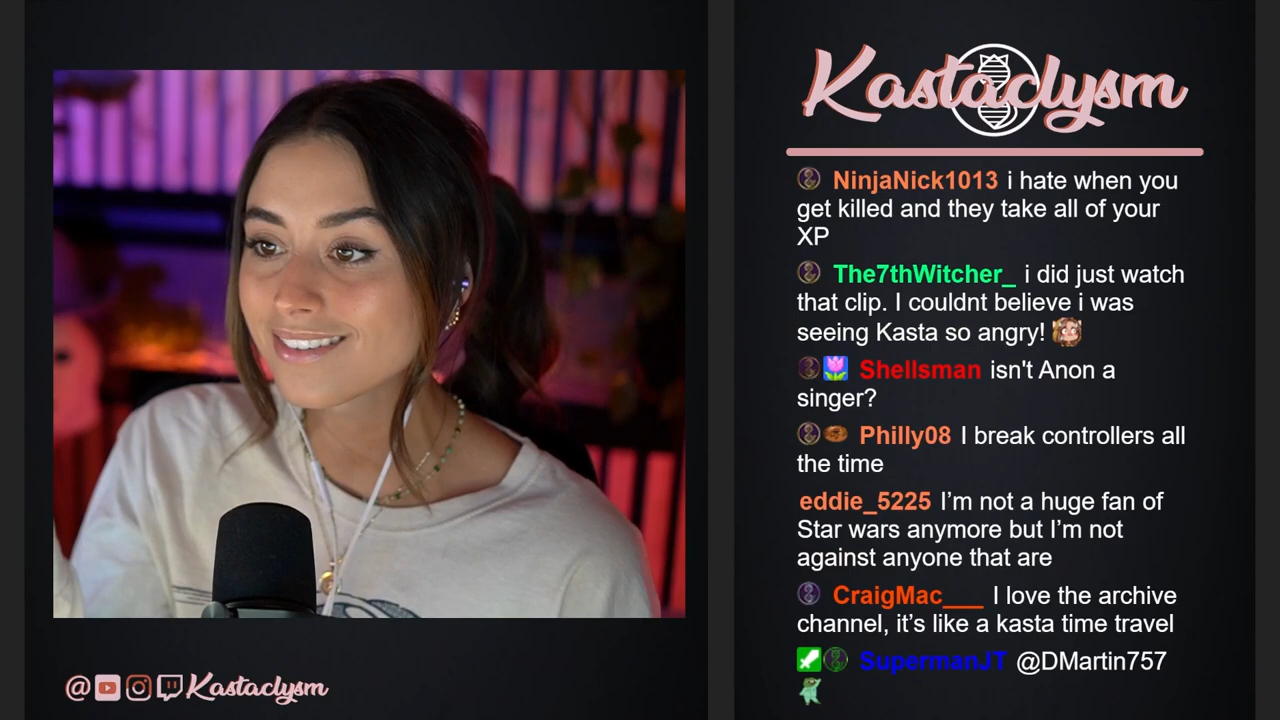 Kastaclysm
NinjaNick1013 i hate when you
get killed and they take all of your
XP
The7thWitcher_ i did just watch
that clip. I couldnt believe i was
seeing Kasta so angry!
Shellsman isn't Anon a
singer?
Philly08 I break controllers all
the time
eddie_5225 I’m not a huge fan of
Star wars anymore but I’m not
against anyone that are
CraigMac___ I love the archive
channel, it’s like a kasta time travel
SupermanJT @DMartin757
@ Kastaclysm